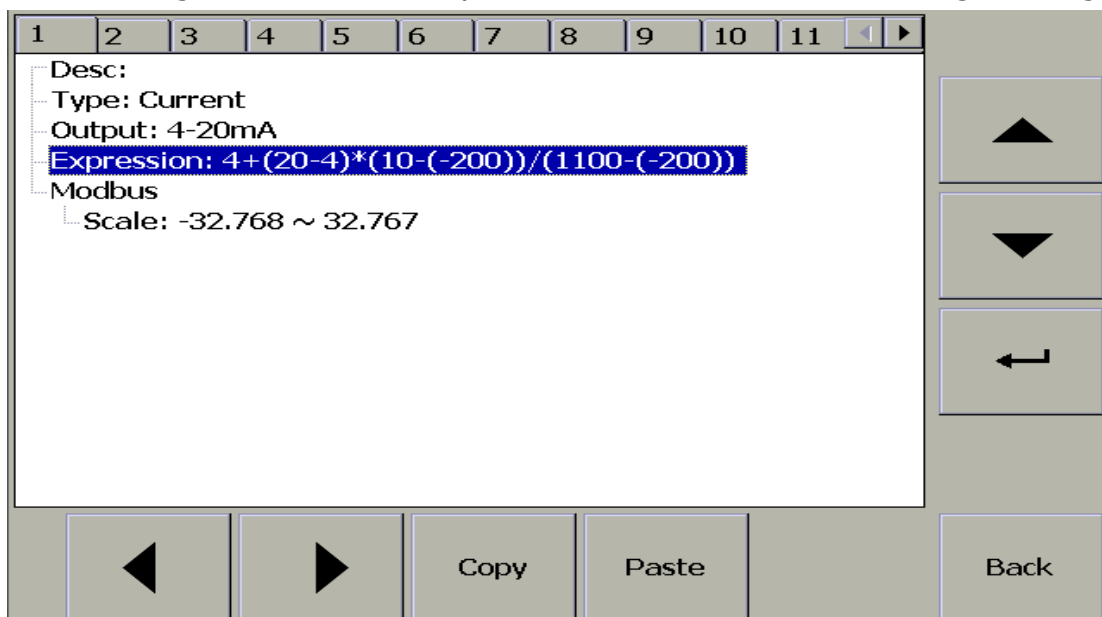 1 2 3 4 5 6 7 8 9 10 11
Desc:
Type: Current
Output: 4-20mA
Expression: 4+(20-4)*(10-(-200))/(1100-(-200))
Modbus
Scale: -32.768 ~ 32.767
Copy Paste Back